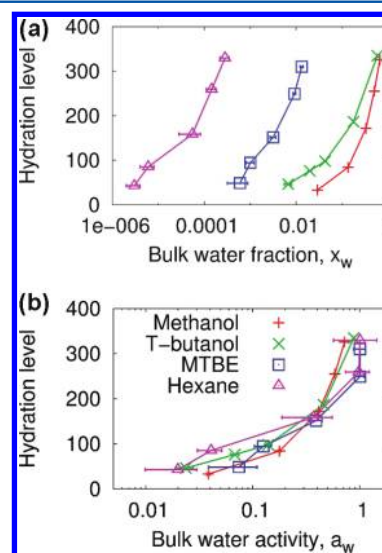 (a)
Hydration level
400
300
200
100
0
1e-006
0.0001
0.01
Bulk water fraction, xw
(b)
Hydration level
400
300
200
100
0
Methanol
T-butanol
MTBE
Hexane
0.01
0.1
1
Bulk water activity, aw